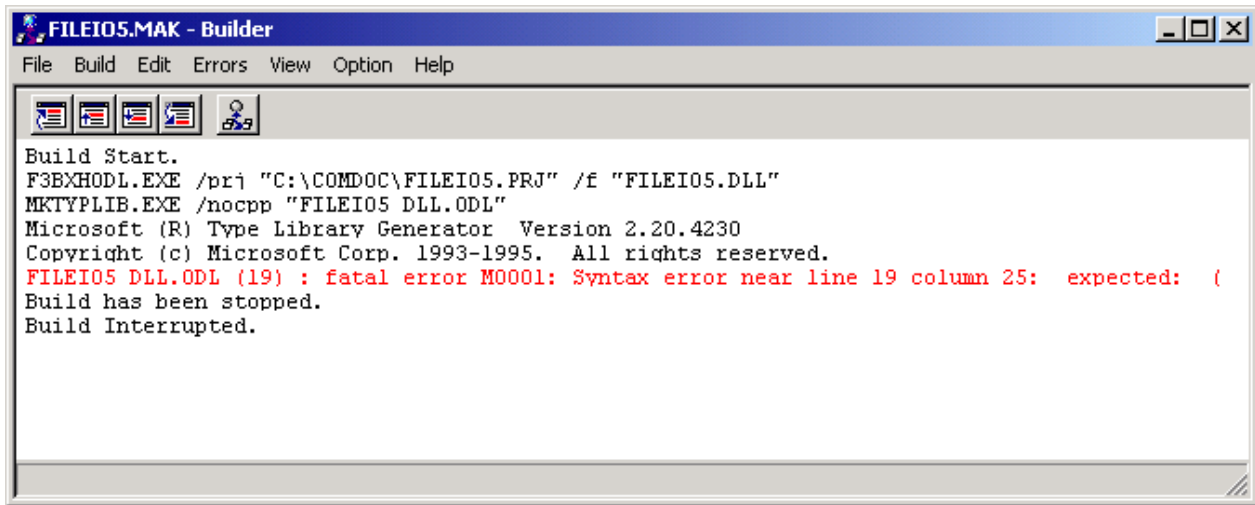 FILEIO5.MAK - Builder
File Build Edit Errors View Option Help
Build Start.
F3BXHODL.EXE /prj "C:\COMDOC\FILEIO5.PRJ" /f "FILEIO5.DLL"
MKTYPLIB.EXE /nocpp "FILEIO5 DLL.ODL"
Microsoft (R) Type Library Generator  Version 2.20.4230
Copyright (c) Microsoft Corp. 1993-1995.  All rights reserved.
FILEIO5 DLL.ODL (19) : fatal error M0001: Syntax error near line 19 column 25:  expected:  (
Build has been stopped.
Build Interrupted.